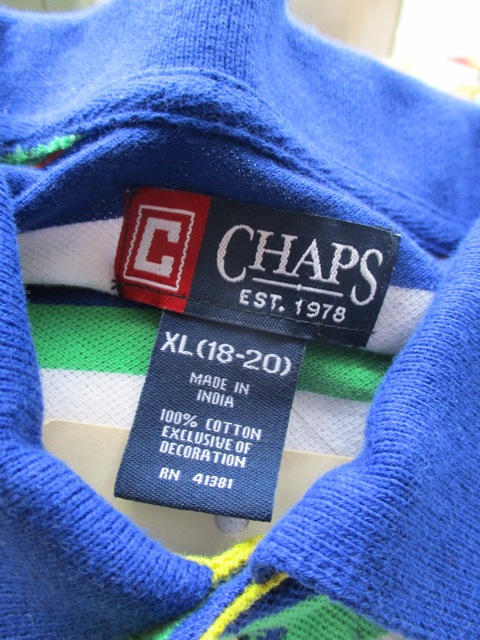 C CHAPS
EST. 1978
XL(18-20)
MADE IN
INDIA
100% COTTON
EXCLUSIVE OF
DECORATION
RN 41381